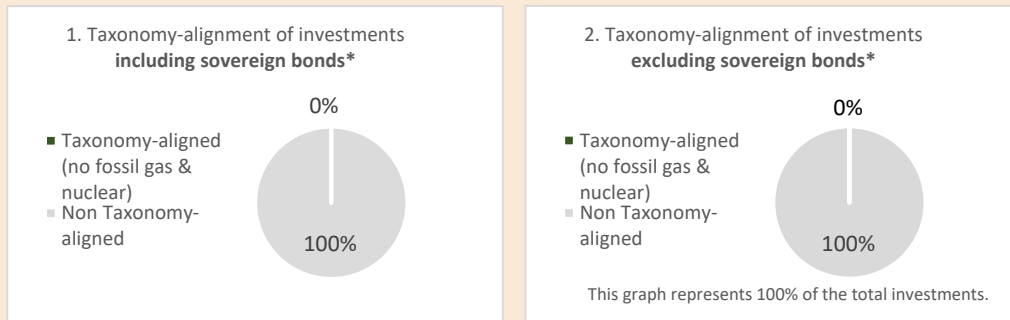 1. Taxonomy-alignment of investments
including sovereign bonds*
0%
Taxonomy-aligned
(no fossil gas &
nuclear)
Non Taxonomy-
aligned
100%
2. Taxonomy-alignment of investments
excluding sovereign bonds*
0%
Taxonomy-aligned
(no fossil gas &
nuclear)
Non Taxonomy-
aligned
100%
This graph represents 100% of the total investments.